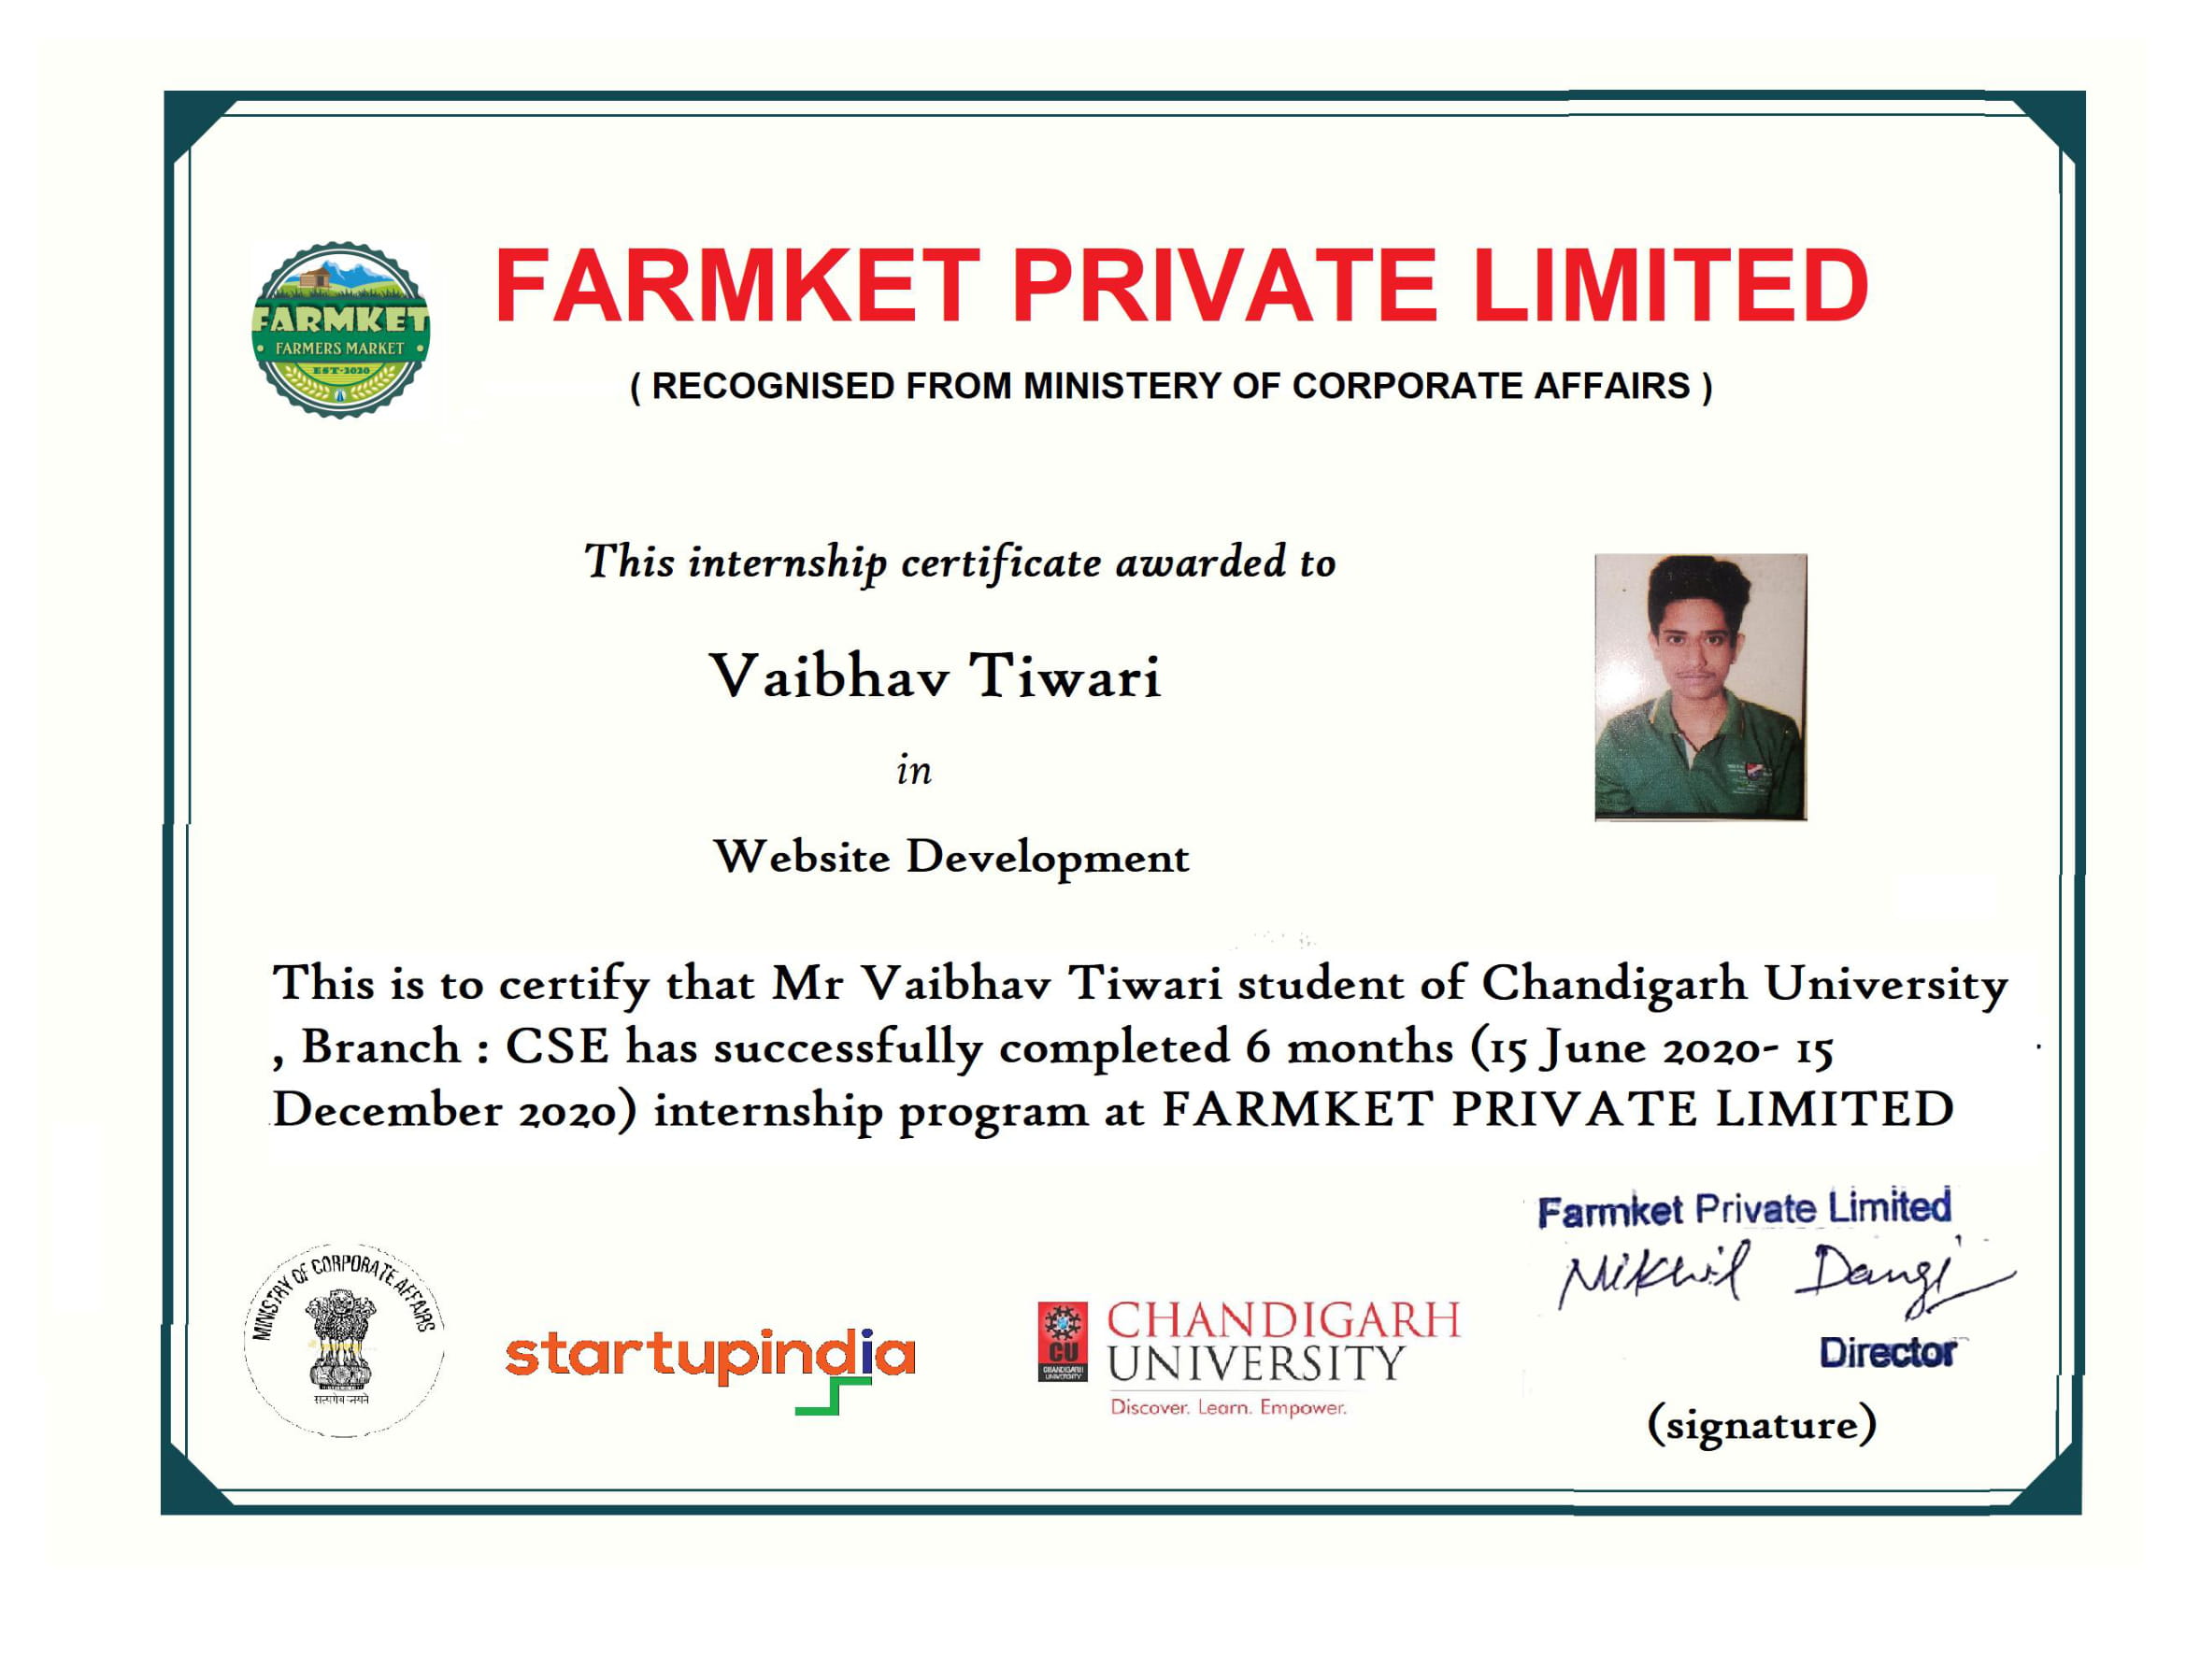 FARMKET
FARMERS MARKET
EST-2020
FARMKET PRIVATE LIMITED
( RECOGNISED FROM MINISTERY OF CORPORATE AFFAIRS )
This internship certificate awarded to
Vaibhav Tiwari
in
Website Development
This is to certify that Mr Vaibhav Tiwari student of Chandigarh University
, Branch : CSE has successfully completed 6 months (15 June 2020- 15
December 2020) internship program at FARMKET PRIVATE LIMITED
Farmket Private Limited
Nikhil Dangi
Director
(signature)
MINISTRY OF CORPORATE AFFAIRS
सत्यमेव जयते
startupindia
CU
CHANDIGARH
UNIVERSITY
CHANDIGARH
UNIVERSITY
Discover. Learn. Empower.